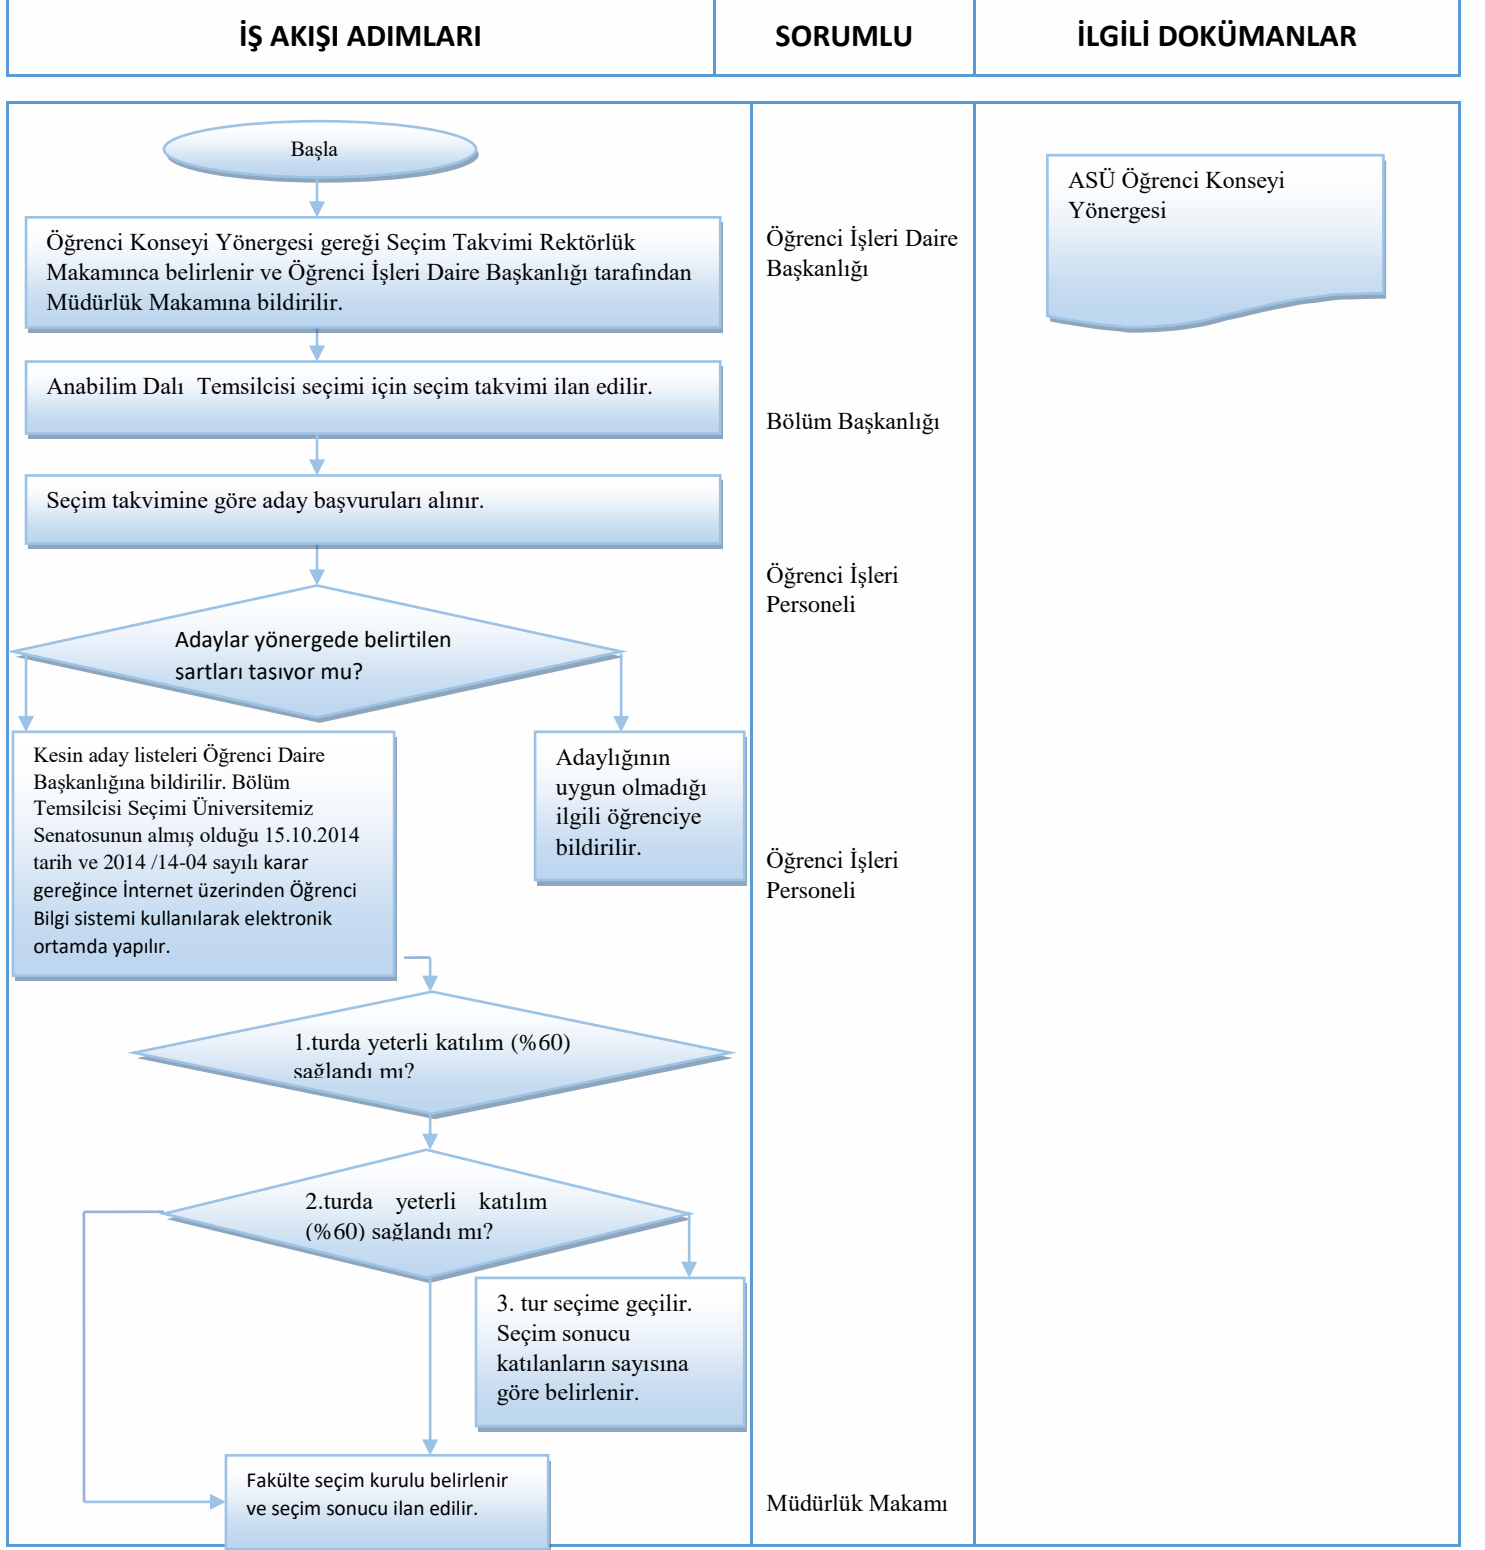 İŞ AKIŞI ADIMLARI
SORUMLU
İLGİLİ DOKÜMANLAR
Başla
Öğrenci Konseyi Yönergesi gereği Seçim Takvimi Rektörlük
Makamınca belirlenir ve Öğrenci İşleri Daire Başkanlığı tarafından
Müdürlük Makamına bildirilir.
Anabilim Dalı  Temsilcisi seçimi için seçim takvimi ilan edilir.
Seçim takvimine göre aday başvuruları alınır.
Adaylar yönergede belirtilen
şartları taşıyor mu?
Kesin aday listeleri Öğrenci Daire
Başkanlığına bildirilir. Bölüm
Temsilcisi Seçimi Üniversitemiz
Senatosunun almış olduğu 15.10.2014
tarih ve 2014 /14-04 sayılı karar
gereğince İnternet üzerinden Öğrenci
Bilgi sistemi kullanılarak elektronik
ortamda yapılır.
Adaylığının
uygun olmadığı
ilgili öğrenciye
bildirilir.
1.turda yeterli katılım (%60)
sağlandı mı?
2.turda yeterli katılım
(%60) sağlandı mı?
3. tur seçime geçilir.
Seçim sonucu
katılanların sayısına
göre belirlenir.
Fakülte seçim kurulu belirlenir
ve seçim sonucu ilan edilir.
Öğrenci İşleri Daire
Başkanlığı
Bölüm Başkanlığı
Öğrenci İşleri
Personeli
Öğrenci İşleri
Personeli
Müdürlük Makamı
ASÜ Öğrenci Konseyi
Yönergesi